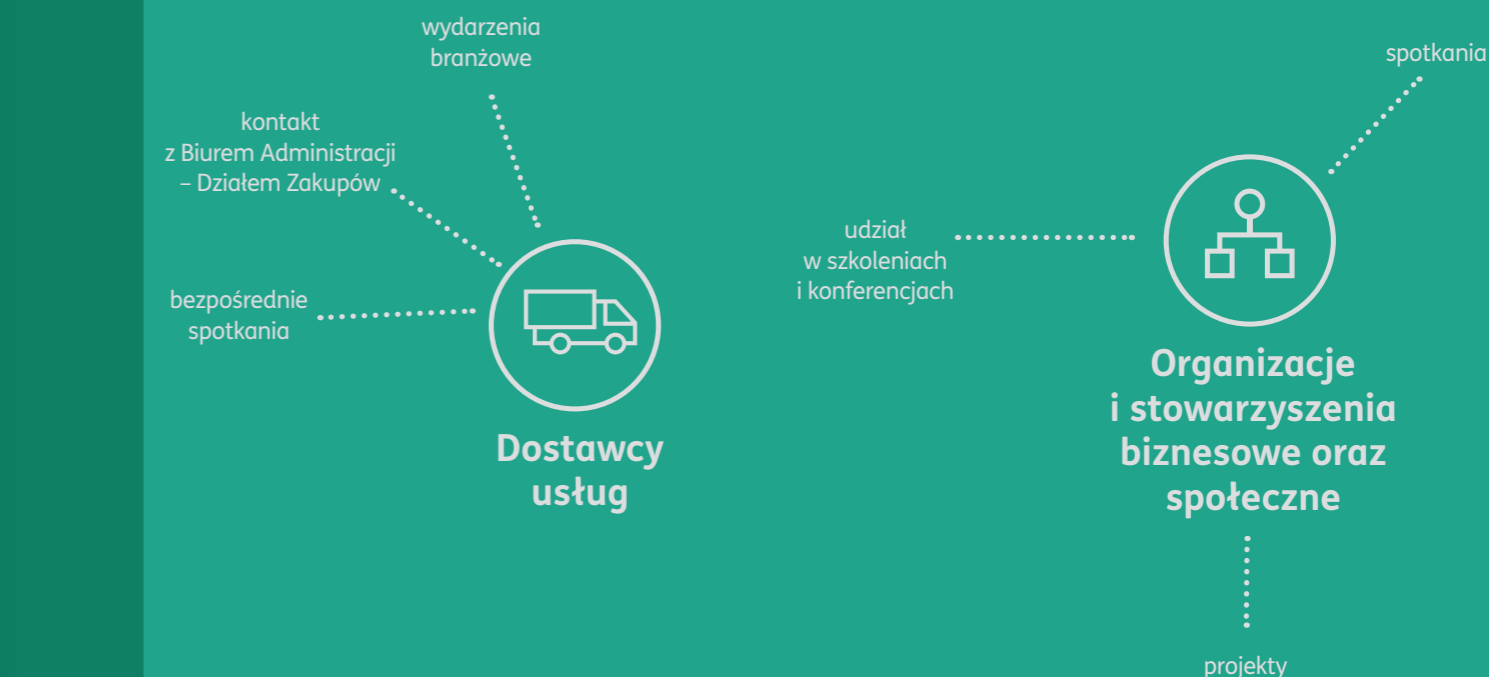 wydarzenia
branżowe
kontakt
z Biurem Administracji
– Działem Zakupów
bezpośrednie
spotkania
Dostawcy
usług
spotkania
udział
w szkoleniach
i konferencjach
Organizacje
i stowarzyszenia
biznesowe oraz
społeczne
projekty